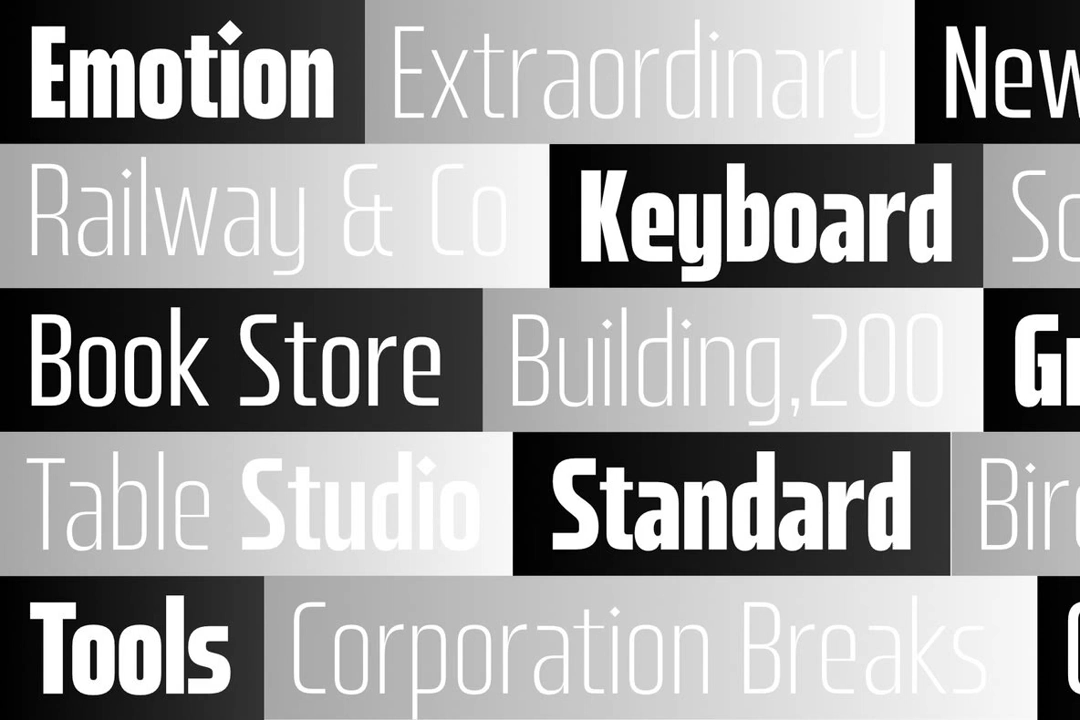 Emotion Extraordinary New
Railway & Co Keyboard
Book Store Building,200
Table Studio Standard
Tools Corporation Breaks